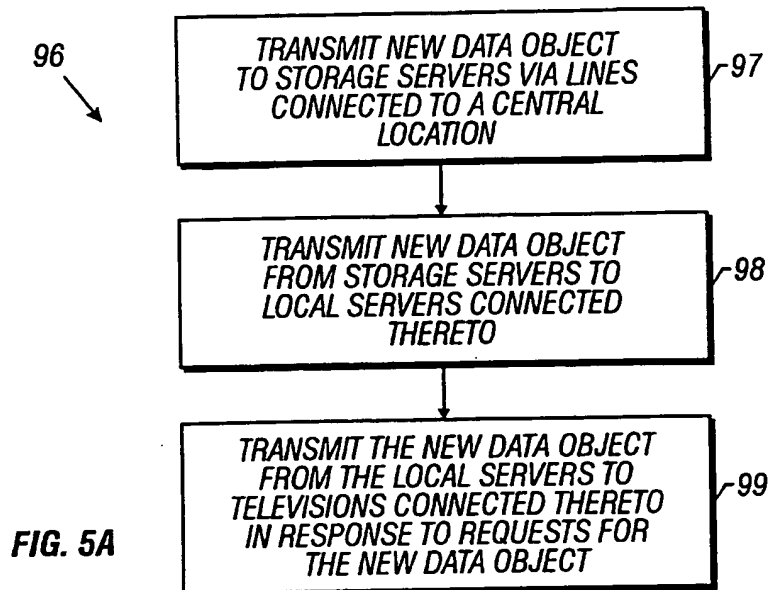 96
TRANSMIT NEW DATA OBJECT
TO STORAGE SERVERS VIA LINES
CONNECTED TO A CENTRAL
LOCATION
97
TRANSMIT NEW DATA OBJECT
FROM STORAGE SERVERS TO
LOCAL SERVERS CONNECTED
THERETO
98
TRANSMIT THE NEW DATA OBJECT
FROM THE LOCAL SERVERS TO
TELEVISIONS CONNECTED THERETO
IN RESPONSE TO REQUESTS FOR
THE NEW DATA OBJECT
99
FIG. 5A